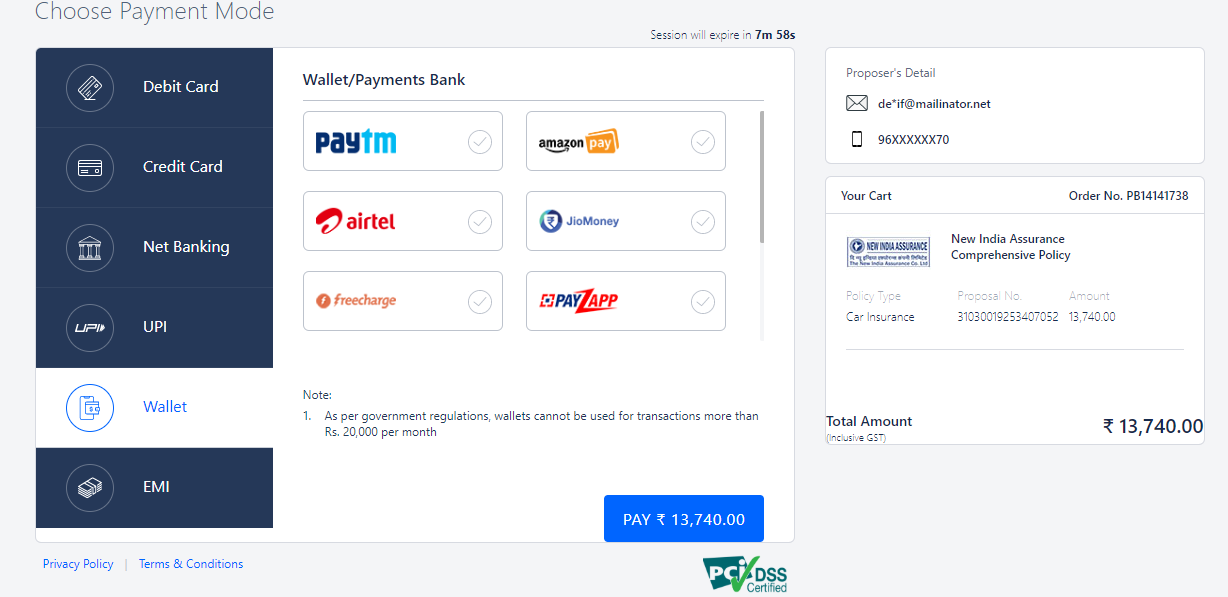 Choose Payment Mode
Session will expire in 7m 58s
Debit Card
Credit Card
Net Banking
UPI
UPI
Wallet
EMI
Wallet/Payments Bank
paytm
amazon pay
airtel
JioMoney
freecharge
PAYZAPP
Note:
1. As per government regulations, wallets cannot be used for transactions more than
Rs. 20,000 per month
PAY ₹ 13,740.00
Proposer's Detail
de*if@mailinator.net
96XXXXXX70
Your Cart
Order No. PB14141738
NEW INDIA ASSURANCE
दि न्यू इन्डिया एश्योरन्स कंपनी लिमिटेड
The New India Assurance Co. Ltd
New India Assurance
Comprehensive Policy
Policy Type Proposal No. Amount
Car Insurance 31030019253407052 13,740.00
Total Amount ₹ 13,740.00
(Inclusive GST)
Privacy Policy | Terms & Conditions
PCI DSS
Certified